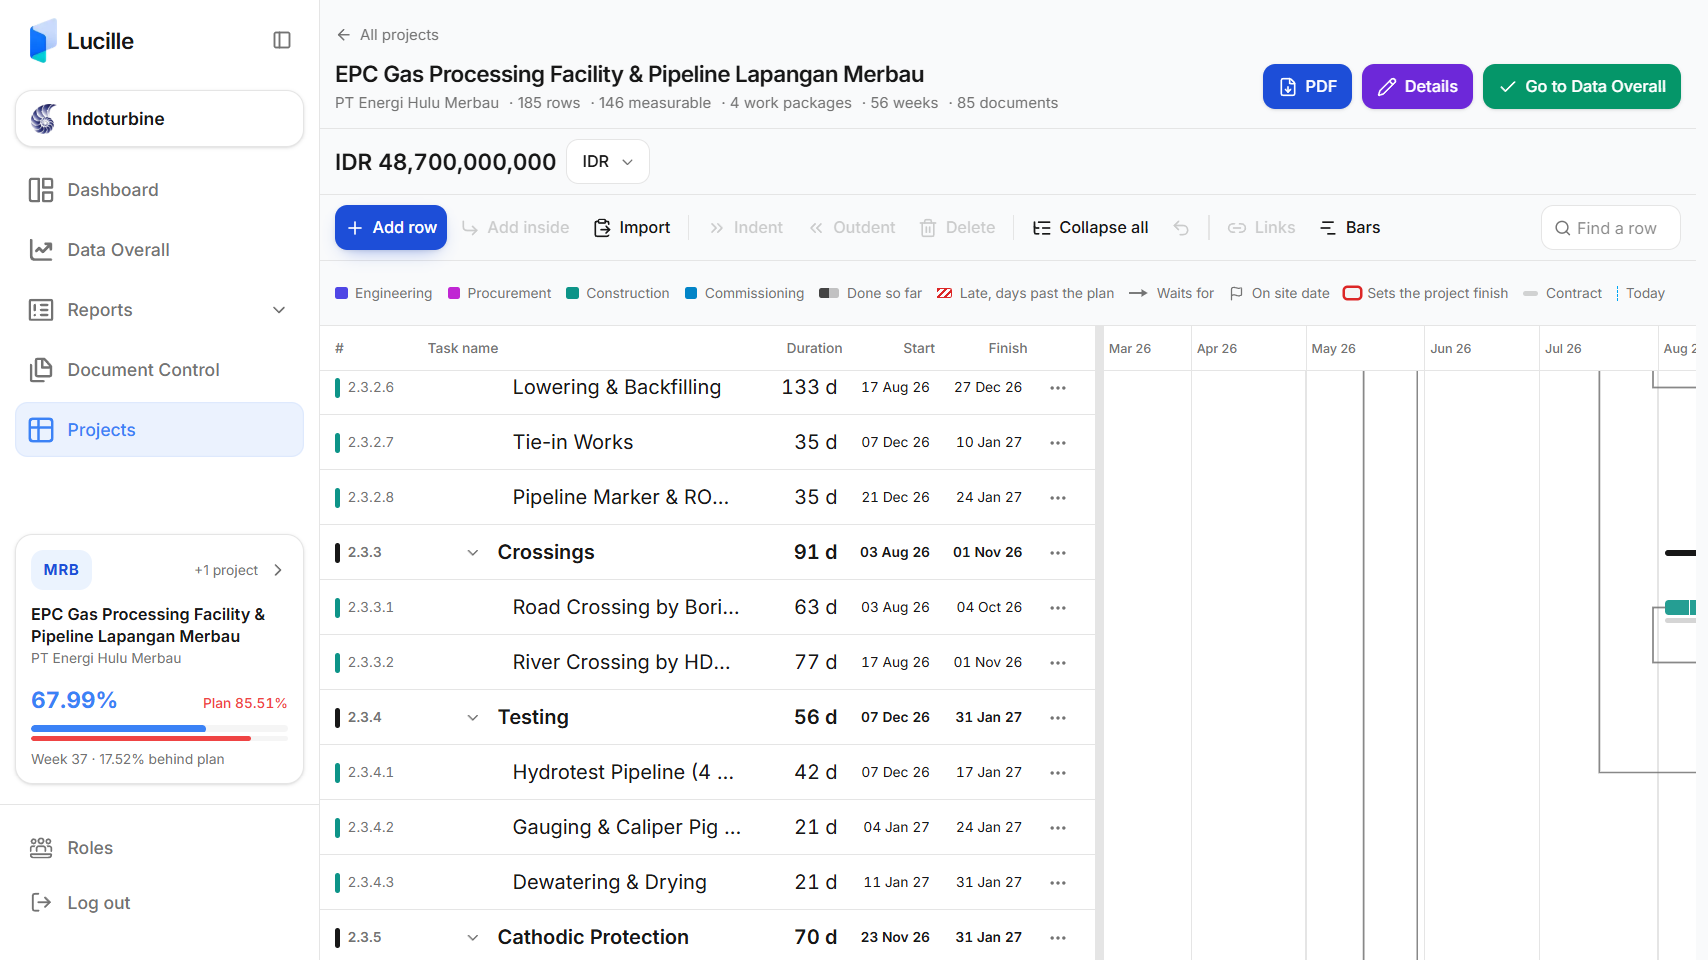 Lucille
Indoturbine
Dashboard
Data Overall
Reports
Document Control
Projects
MRB
+1 project
EPC Gas Processing Facility &
Pipeline Lapangan Merbau
PT Energi Hulu Merbau
67.99%
Plan 85.51%
Week 37 · 17.52% behind plan
Roles
Log out
All projects
EPC Gas Processing Facility & Pipeline Lapangan Merbau
PT Energi Hulu Merbau · 185 rows · 146 measurable · 4 work packages · 56 weeks · 85 documents
PDF
Details
Go to Data Overall
IDR 48,700,000,000 IDR
Add row Add inside Import Indent Outdent Delete Collapse all Links Bars Find a row
Engineering Procurement Construction Commissioning Done so far Late, days past the plan Waits for On site date Sets the project finish Contract Today
# Task name Duration Start Finish Mar 26 Apr 26 May 26 Jun 26 Jul 26 Aug 2
2.3.2.6 Lowering & Backfilling 133 d 17 Aug 26 27 Dec 26
2.3.2.7 Tie-in Works 35 d 07 Dec 26 10 Jan 27
2.3.2.8 Pipeline Marker & RO... 35 d 21 Dec 26 24 Jan 27
2.3.3 Crossings 91 d 03 Aug 26 01 Nov 26
2.3.3.1 Road Crossing by Bori... 63 d 03 Aug 26 04 Oct 26
2.3.3.2 River Crossing by HD... 77 d 17 Aug 26 01 Nov 26
2.3.4 Testing 56 d 07 Dec 26 31 Jan 27
2.3.4.1 Hydrotest Pipeline (4 ... 42 d 07 Dec 26 17 Jan 27
2.3.4.2 Gauging & Caliper Pig ... 21 d 04 Jan 27 24 Jan 27
2.3.4.3 Dewatering & Drying 21 d 11 Jan 27 31 Jan 27
2.3.5 Cathodic Protection 70 d 23 Nov 26 31 Jan 27